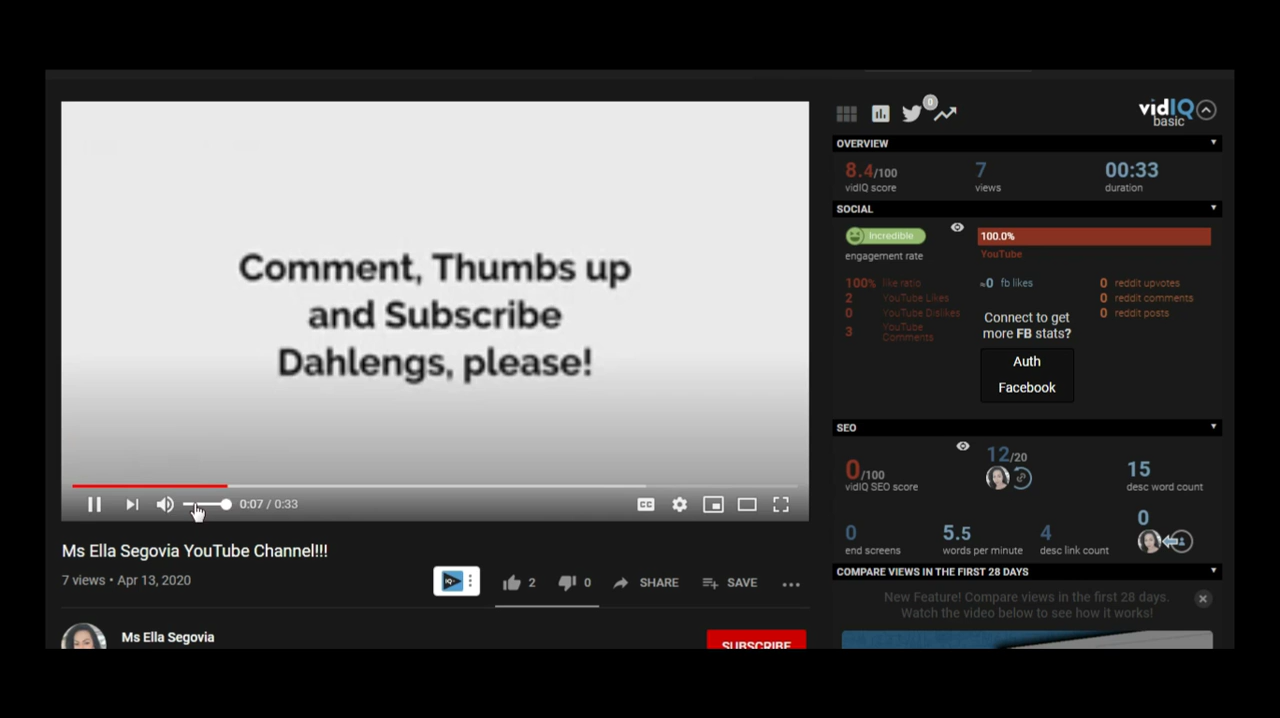 Comment, Thumbs up
and Subscribe
Dahlengs, please!
0:07 / 0:33
CC
Ms Ella Segovia YouTube Channel!!!
7 views • Apr 13, 2020
IQ
2
0
SHARE
SAVE
Ms Ella Segovia
SUBSCRIBE
0
vidIQ
basic
OVERVIEW
8.4/100
vidIQ score
7
views
00:33
duration
SOCIAL
Incredible
engagement rate
100.0%
YouTube
100% like ratio
2 YouTube Likes
0 YouTube Dislikes
3 YouTube
Comments
≈0 fb likes
Connect to get
more FB stats?
Auth
Facebook
0 reddit upvotes
0 reddit comments
0 reddit posts
SEO
0/100
vidIQ SEO score
12/20
15
desc word count
0
end screens
5.5
words per minute
4
desc link count
0
COMPARE VIEWS IN THE FIRST 28 DAYS
New Feature! Compare views in the first 28 days.
Watch the video below to see how it works!